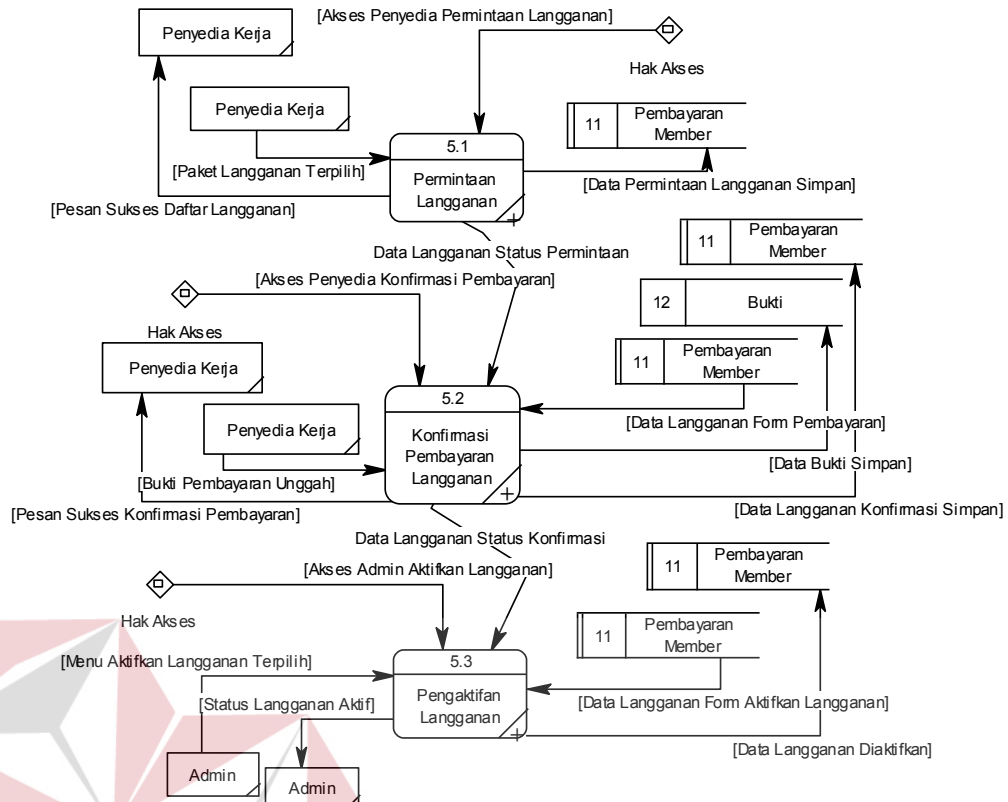 [Akses Penyedia Permintaan Langganan]
Penyedia Kerja
Hak Akses
Penyedia Kerja
11
Pembayaran
Member
5.1
[Paket Langganan Terpilih]
Permintaan
Langganan
[Data Permintaan Langganan Simpan]
[Pesan Sukses Daftar Langganan]
11
Pembayaran
Member
Data Langganan Status Permintaan
[Akses Penyedia Konfirmasi Pembayaran]
12
Bukti
Hak Akses
Penyedia Kerja
11
Pembayaran
Member
5.2
Penyedia Kerja
Konfirmasi
Pembayaran
Langganan
[Data Langganan Form Pembayaran]
[Data Bukti Simpan]
[Bukti Pembayaran Unggah]
[Pesan Sukses Konfirmasi Pembayaran]
[Data Langganan Konfirmasi Simpan]
Data Langganan Status Konfirmasi
[Akses Admin Aktifkan Langganan]
11
Pembayaran
Member
Hak Akses
11
Pembayaran
Member
[Menu Aktifkan Langganan Terpilih]
5.3
Pengaktifan
Langganan
[Status Langganan Aktif]
[Data Langganan Form Aktifkan Langganan]
[Data Langganan Diaktifkan]
Admin
Admin